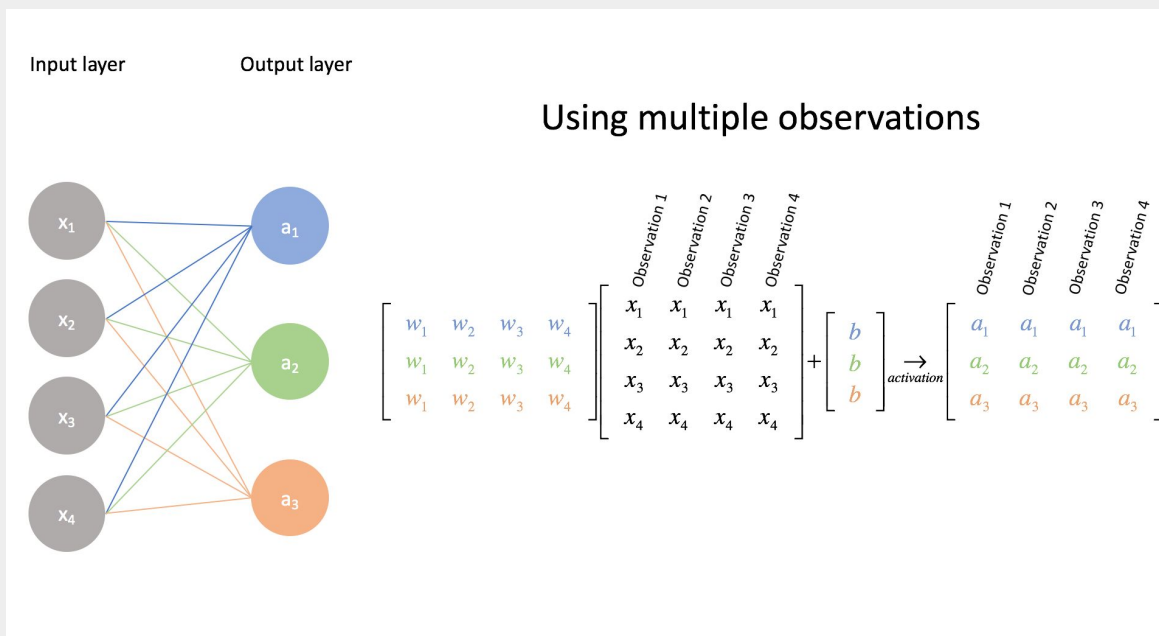 Input layer
Output layer
Using multiple observations
x1
x2
x3
x4
a1
a2
a3
Observation 1
Observation 2
Observation 3
Observation 4
w1 w2 w3 w4
w1 w2 w3 w4
w1 w2 w3 w4
x1 x1 x1 x1
x2 x2 x2 x2
x3 x3 x3 x3
x4 x4 x4 x4
+
b
b
b
→
activation
Observation 1
Observation 2
Observation 3
Observation 4
a1 a1 a1 a1
a2 a2 a2 a2
a3 a3 a3 a3